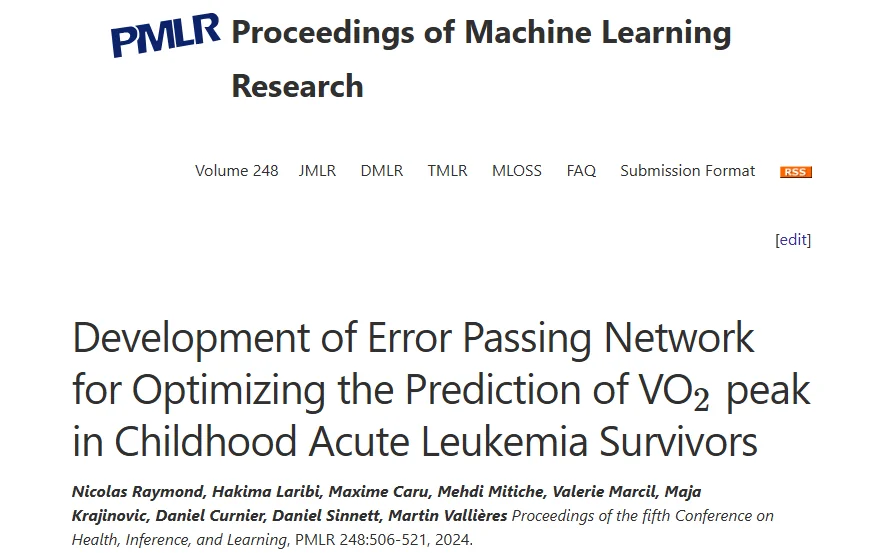 PMLR Proceedings of Machine Learning
Research
Volume 248 JMLR DMLR TMLR MLOSS FAQ Submission Format RSS
[edit]
Development of Error Passing Network
for Optimizing the Prediction of VO2 peak
in Childhood Acute Leukemia Survivors
Nicolas Raymond, Hakima Laribi, Maxime Caru, Mehdi Mitiche, Valerie Marcil, Maja
Krajinovic, Daniel Curnier, Daniel Sinnett, Martin Vallières Proceedings of the fifth Conference on
Health, Inference, and Learning, PMLR 248:506-521, 2024.